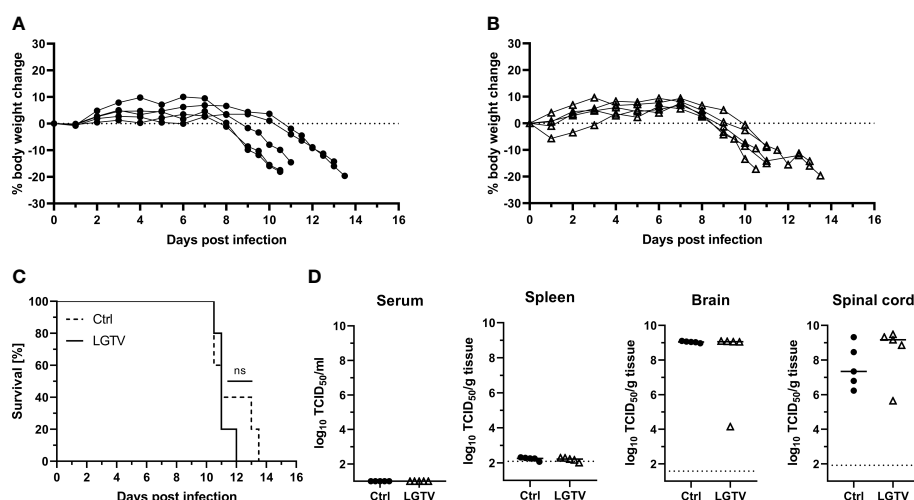 A
30
20
10
0
-10
-20
-30
% body weight change
0 2 4 6 8 10 12 14 16
Days post infection
B
30
20
10
0
-10
-20
-30
% body weight change
0 2 4 6 8 10 12 14 16
Days post infection
C
100
80
60
40
20
0
Survival [%]
Ctrl
LGTV
ns
0 2 4 6 8 10 12 14 16
Days post infection
D
Serum
10
8
6
4
2
log10 TCID50/ml
Ctrl LGTV
Spleen
10
8
6
4
2
log10 TCID50/g tissue
Ctrl LGTV
Brain
10
8
6
4
2
log10 TCID50/g tissue
Ctrl LGTV
Spinal cord
10
8
6
4
2
log10 TCID50/g tissue
Ctrl LGTV